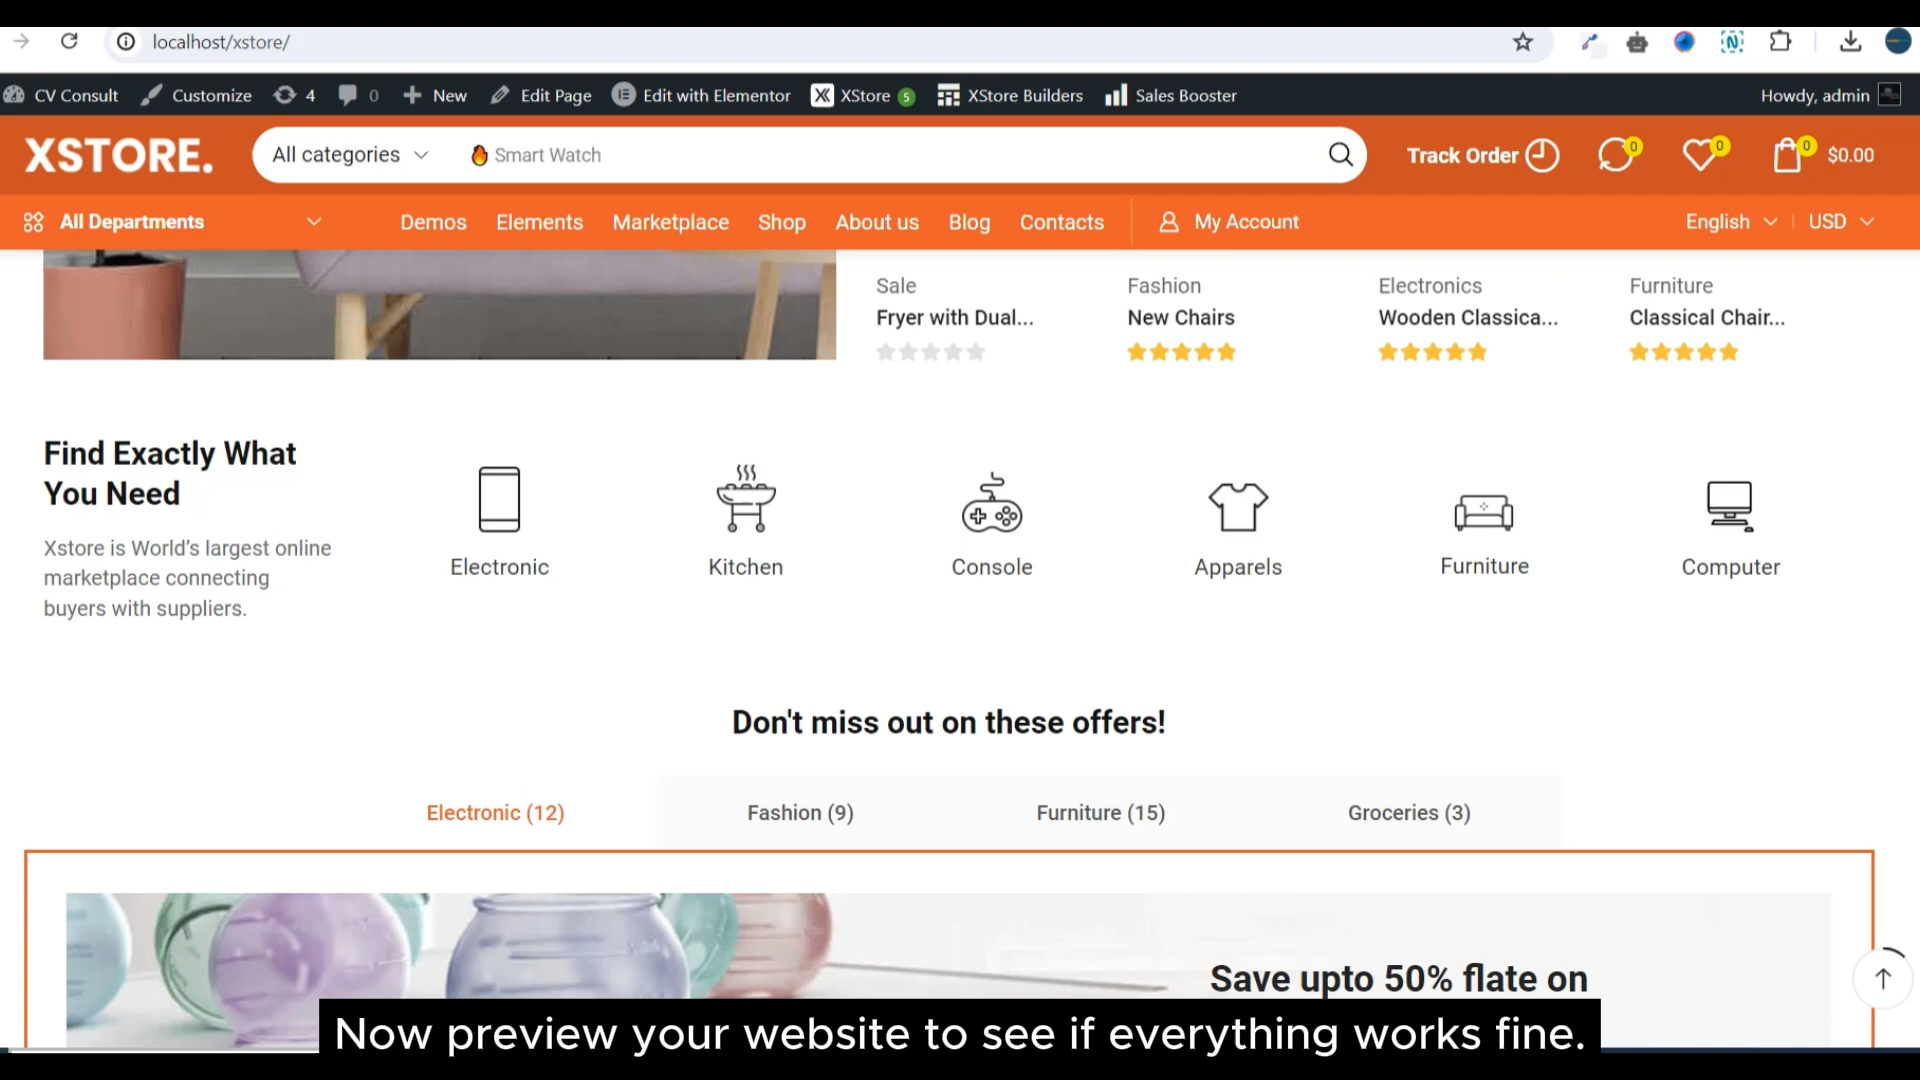 localhost/xstore/
CV Consult Customize 4 0 New Edit Page Edit with Elementor XStore 5 XStore Builders Sales Booster Howdy, admin
XSTORE. All categories Smart Watch Track Order 0 0 0 $0.00
All Departments Demos Elements Marketplace Shop About us Blog Contacts My Account English USD
Sale Fashion Electronics Furniture
Fryer with Dual... New Chairs Wooden Classica... Classical Chair...
Find Exactly What
You Need
Xstore is World’s largest online
marketplace connecting
buyers with suppliers.
Electronic Kitchen Console Apparels Furniture Computer
Don't miss out on these offers!
Electronic (12) Fashion (9) Furniture (15) Groceries (3)
Save upto 50% flate on
Now preview your website to see if everything works fine.